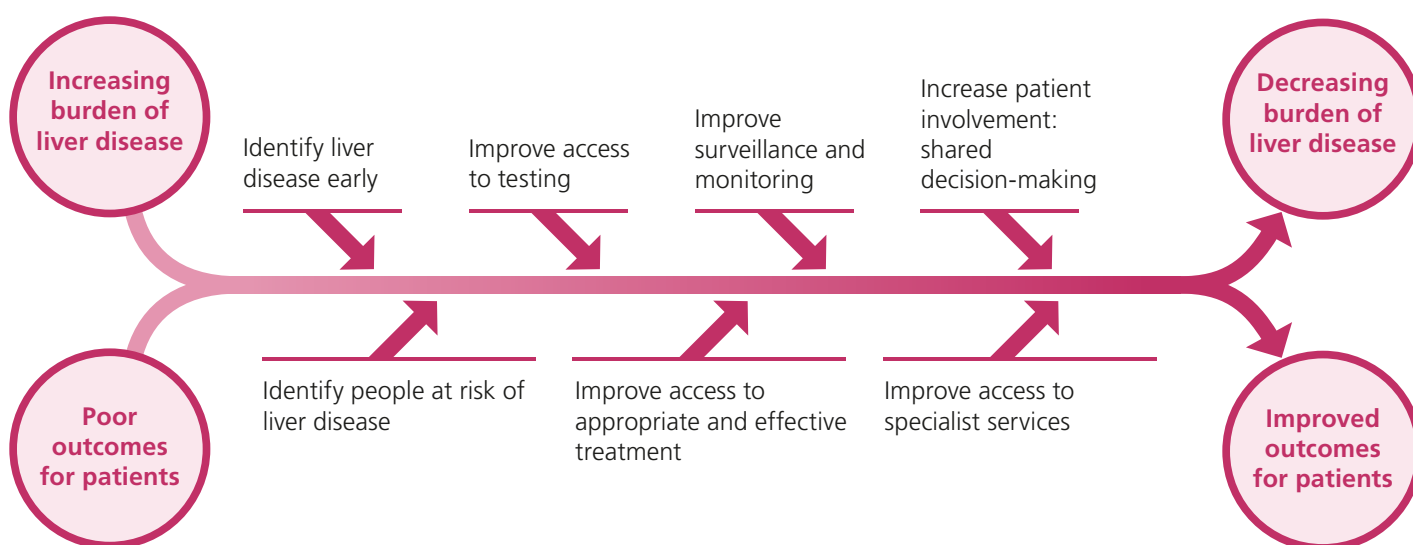 Increasing
burden of
liver disease
Identify liver
disease early
Improve access
to testing
Improve
surveillance and
monitoring
Increase patient
involvement:
shared
decision-making
Decreasing
burden of
liver disease
Poor
outcomes
for patients
Identify people at risk of
liver disease
Improve access to
appropriate and effective
treatment
Improve access to
specialist services
Improved
outcomes
for patients